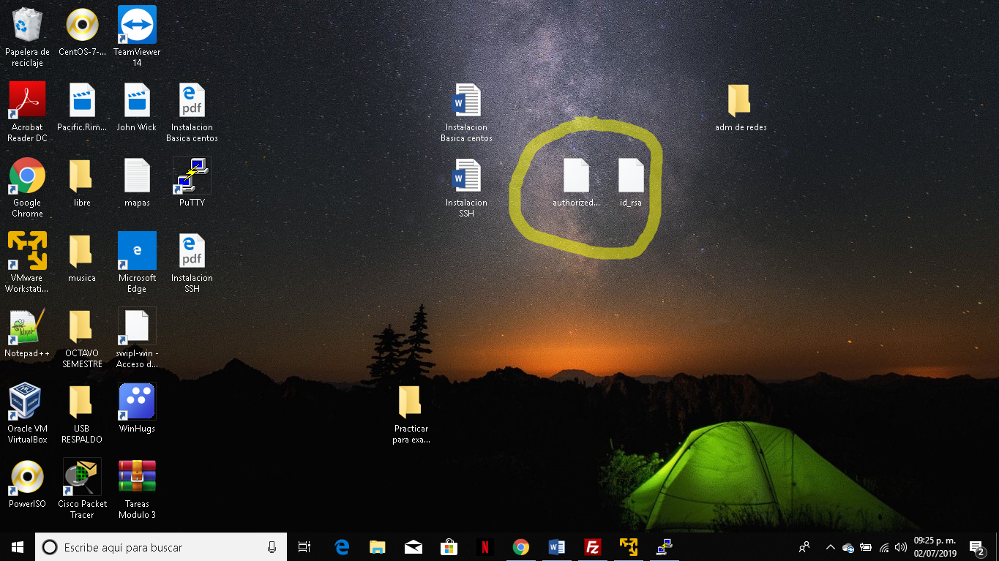 Papelera de
reciclaje
CentOS-7-...
TeamViewer
14
Acrobat
Reader DC
Pacific.Rim...
John Wick
pdf
Instalacion
Basica centos
W
Instalacion
Basica centos
adm de redes
Google
Chrome
libre
mapas
PuTTY
W
Instalacion
SSH
authorized...
id_rsa
VMware
Workstati...
musica
Microsoft
Edge
pdf
Instalacion
SSH
Notepad++
OCTAVO
SEMESTRE
swipl-win -
Acceso d...
Oracle VM
VirtualBox
USB
RESPALDO
WinHugs
Practicar
para exa...
PowerISO
Cisco Packet
Tracer
Tareas
Modulo 3
Escribe aquí para buscar
09:25 p. m.
02/07/2019
2